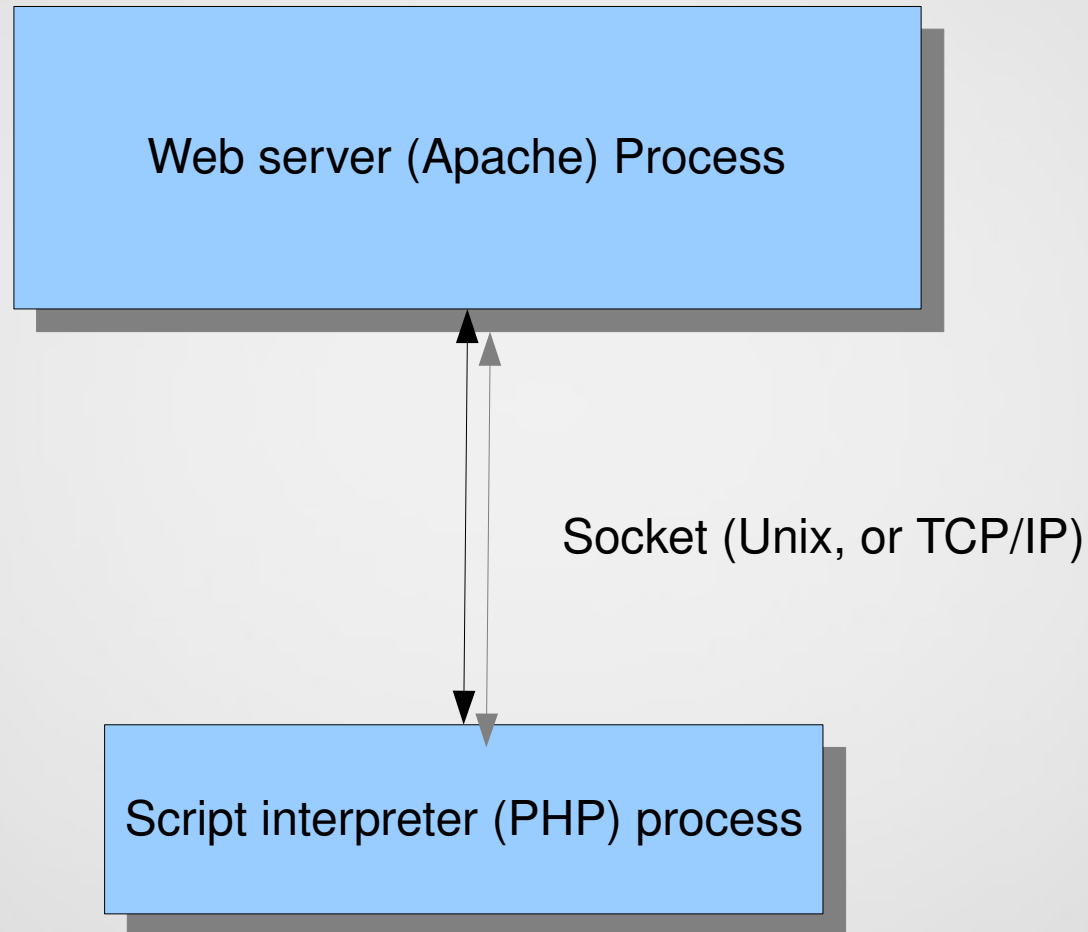 Web server (Apache) Process
Socket (Unix, or TCP/IP)
Script interpreter (PHP) process